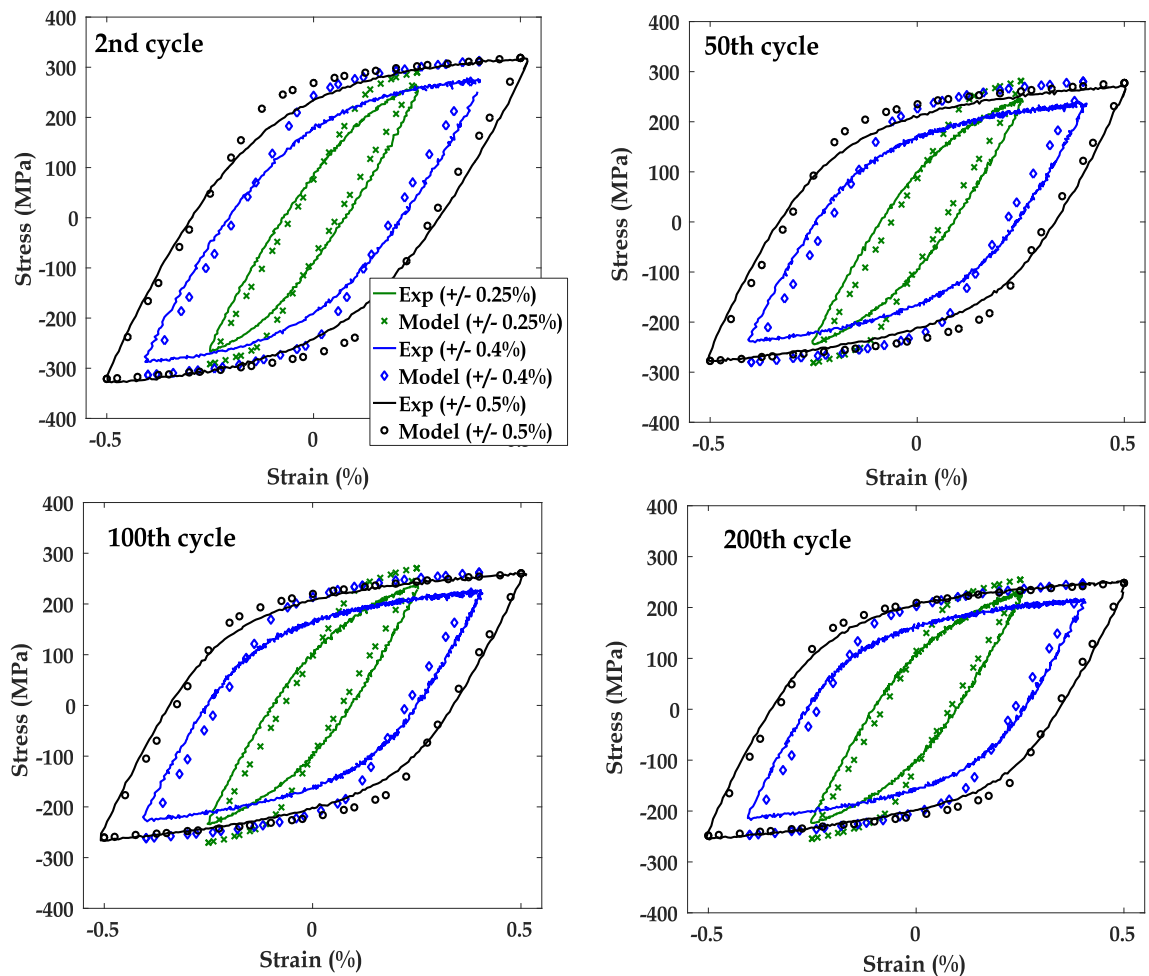 400
300
200
100
0
-100
-200
-300
-400
Stress (MPa)
2nd cycle
Exp (+/- 0.25%)
Model (+/- 0.25%)
Exp (+/- 0.4%)
Model (+/- 0.4%)
Exp (+/- 0.5%)
Model (+/- 0.5%)
-0.5 0
Strain (%)
400
300
200
100
0
-100
-200
-300
-400
Stress (MPa)
50th cycle
-0.5 0 0.5
Strain (%)
400
300
200
100
0
-100
-200
-300
-400
Stress (MPa)
100th cycle
-0.5 0 0.5
Strain (%)
400
300
200
100
0
-100
-200
-300
-400
Stress (MPa)
200th cycle
-0.5 0 0.5
Strain (%)